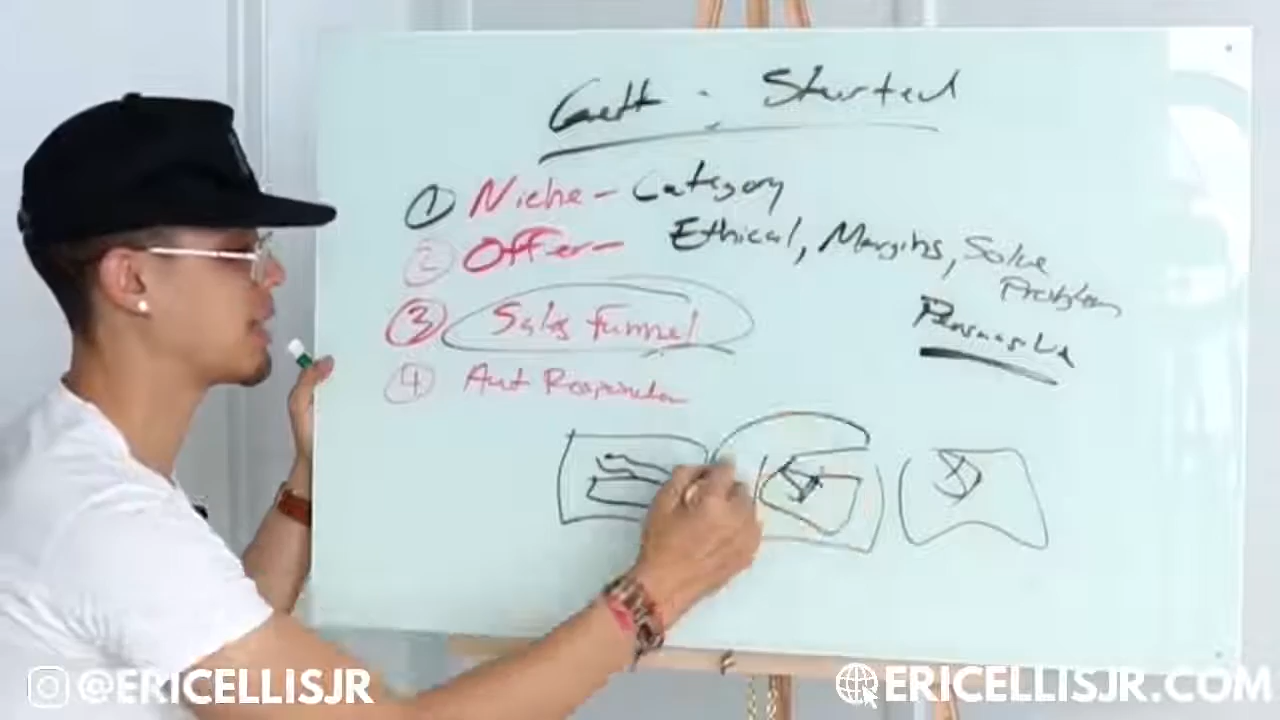 Gett. Started
① Niche - Category
② Offer - Ethical, Margins, Solve
Problem
③ Sales Funnel
④ Aut Responder
@ERICELLISJR
ERICELLISJR.COM